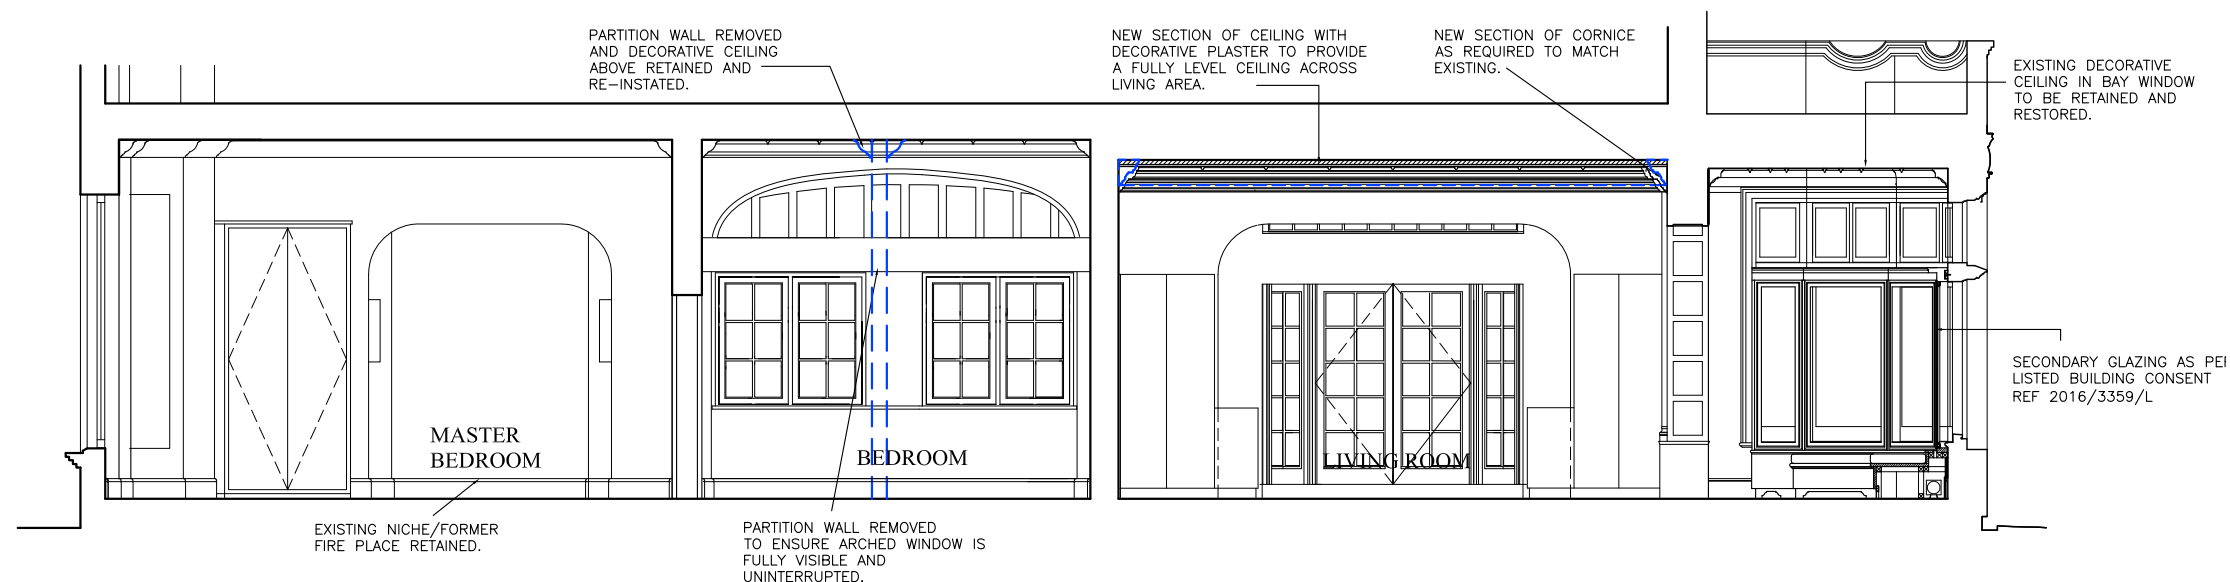 PARTITION WALL REMOVED
AND DECORATIVE CEILING
ABOVE RETAINED AND
RE-INSTATED.
NEW SECTION OF CEILING WITH
DECORATIVE PLASTER TO PROVIDE
A FULLY LEVEL CEILING ACROSS
LIVING AREA.
NEW SECTION OF CORNICE
AS REQUIRED TO MATCH
EXISTING.
EXISTING DECORATIVE
CEILING IN BAY WINDOW
TO BE RETAINED AND
RESTORED.
MASTER
BEDROOM
BEDROOM
LIVING ROOM
SECONDARY GLAZING AS PER
LISTED BUILDING CONSENT
REF 2016/3359/L
EXISTING NICHE/FORMER
FIRE PLACE RETAINED.
PARTITION WALL REMOVED
TO ENSURE ARCHED WINDOW IS
FULLY VISIBLE AND
UNINTERRUPTED.